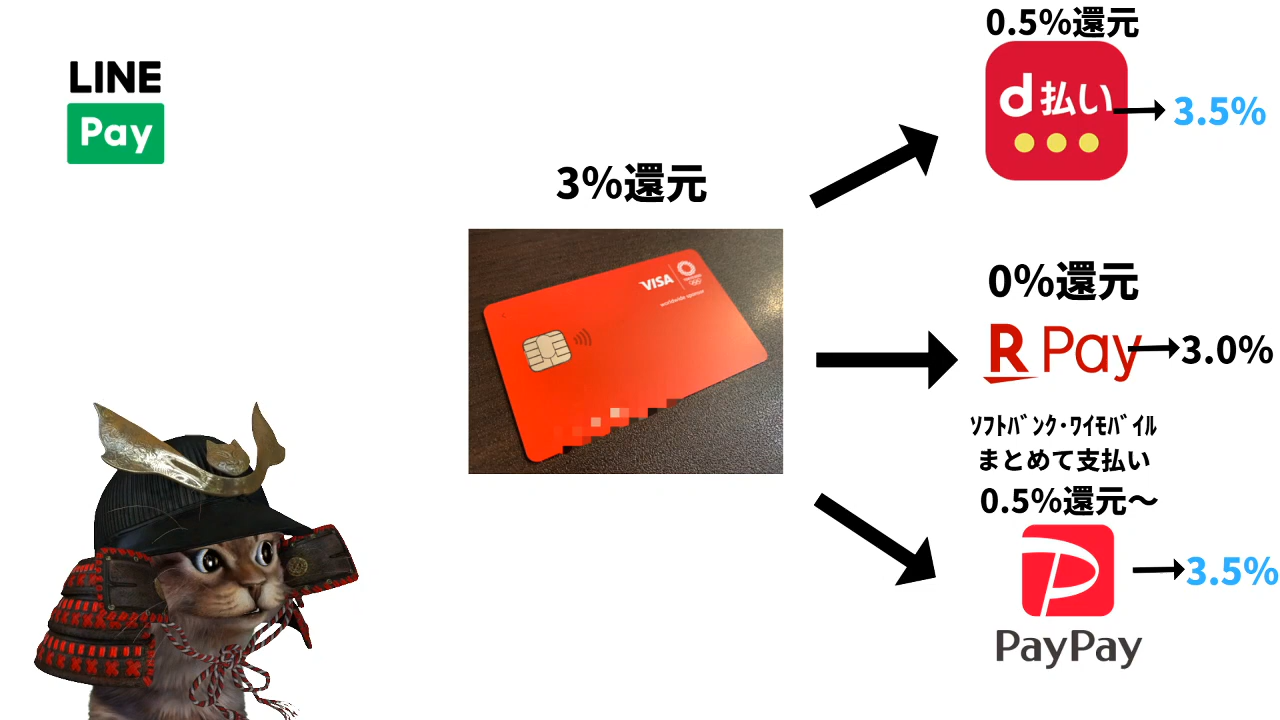 LINE
Pay
3%還元
VISA
worldwide sponsor
0.5%還元
d払い
3.5%
0%還元
R Pay
3.0%
ｿﾌﾄﾊﾞﾝｸ･ﾜｲﾓﾊﾞｲﾙ
まとめて支払い
0.5%還元～
3.5%
PayPay